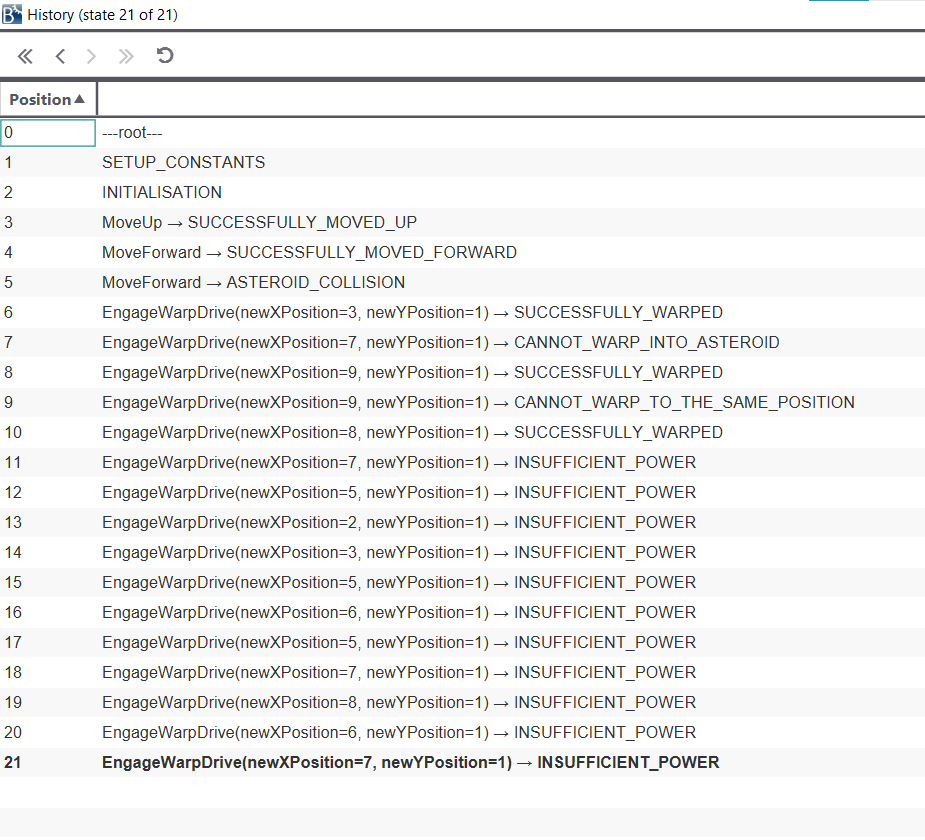 B History (state 21 of 21)
Position
0 ---root---
1 SETUP_CONSTANTS
2 INITIALISATION
3 MoveUp → SUCCESSFULLY_MOVED_UP
4 MoveForward → SUCCESSFULLY_MOVED_FORWARD
5 MoveForward → ASTEROID_COLLISION
6 EngageWarpDrive(newXPosition=3, newYPosition=1) → SUCCESSFULLY_WARPED
7 EngageWarpDrive(newXPosition=7, newYPosition=1) → CANNOT_WARP_INTO_ASTEROID
8 EngageWarpDrive(newXPosition=9, newYPosition=1) → SUCCESSFULLY_WARPED
9 EngageWarpDrive(newXPosition=9, newYPosition=1) → CANNOT_WARP_TO_THE_SAME_POSITION
10 EngageWarpDrive(newXPosition=8, newYPosition=1) → SUCCESSFULLY_WARPED
11 EngageWarpDrive(newXPosition=7, newYPosition=1) → INSUFFICIENT_POWER
12 EngageWarpDrive(newXPosition=5, newYPosition=1) → INSUFFICIENT_POWER
13 EngageWarpDrive(newXPosition=2, newYPosition=1) → INSUFFICIENT_POWER
14 EngageWarpDrive(newXPosition=3, newYPosition=1) → INSUFFICIENT_POWER
15 EngageWarpDrive(newXPosition=5, newYPosition=1) → INSUFFICIENT_POWER
16 EngageWarpDrive(newXPosition=6, newYPosition=1) → INSUFFICIENT_POWER
17 EngageWarpDrive(newXPosition=5, newYPosition=1) → INSUFFICIENT_POWER
18 EngageWarpDrive(newXPosition=7, newYPosition=1) → INSUFFICIENT_POWER
19 EngageWarpDrive(newXPosition=8, newYPosition=1) → INSUFFICIENT_POWER
20 EngageWarpDrive(newXPosition=6, newYPosition=1) → INSUFFICIENT_POWER
21 EngageWarpDrive(newXPosition=7, newYPosition=1) → INSUFFICIENT_POWER